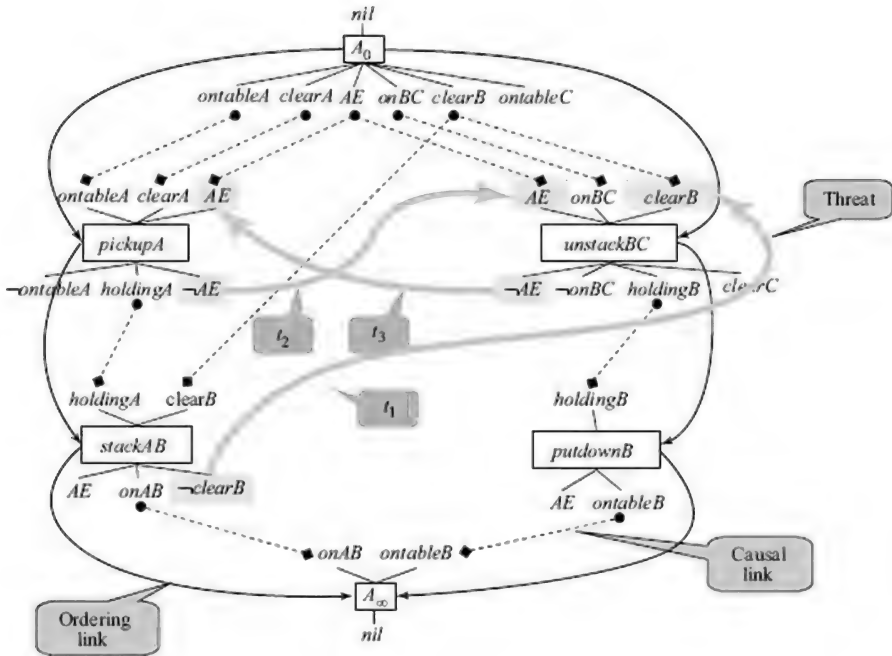 nil
A₀
ontableA clearA AE onBC clearB ontableC
ontableA clearA AE
AE onBC clearB
Threat
pickupA
unstackBC
¬ontableA holdingA ¬AE
¬AE ¬onBC holdingB clearC
t₂
t₃
holdingA clearB
t₁
holdingB
stackAB
putdownB
AE onAB ¬clearB
AE ontableB
onAB ontableB
Causal
link
A∞
Ordering
link
nil